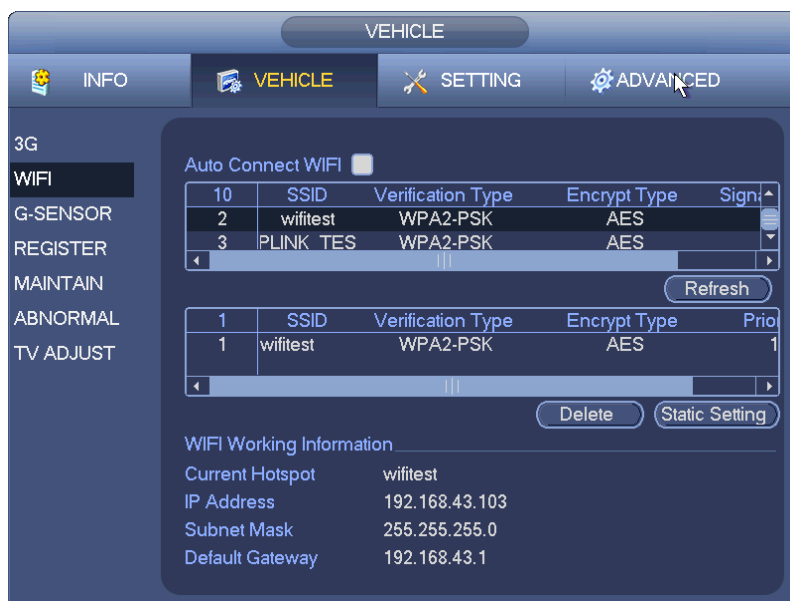 VEHICLE
INFO VEHICLE SETTING ADVANCED
3G
WIFI
G-SENSOR
REGISTER
MAINTAIN
ABNORMAL
TV ADJUST
Auto Connect WIFI
10 SSID Verification Type Encrypt Type Signa
2 wifitest WPA2-PSK AES
3 PLINK_TES WPA2-PSK AES
Refresh
1 SSID Verification Type Encrypt Type Prior
1 wifitest WPA2-PSK AES 1
Delete Static Setting
WIFI Working Information
Current Hotspot wifitest
IP Address 192.168.43.103
Subnet Mask 255.255.255.0
Default Gateway 192.168.43.1